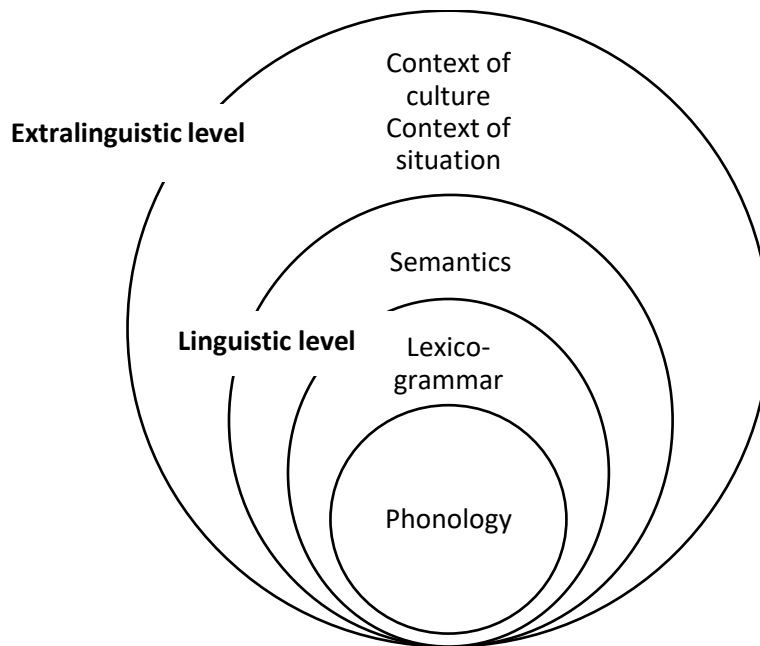 Context of
culture
Context of
situation
Extralinguistic level
Semantics
Linguistic level
Lexico-
grammar
Phonology